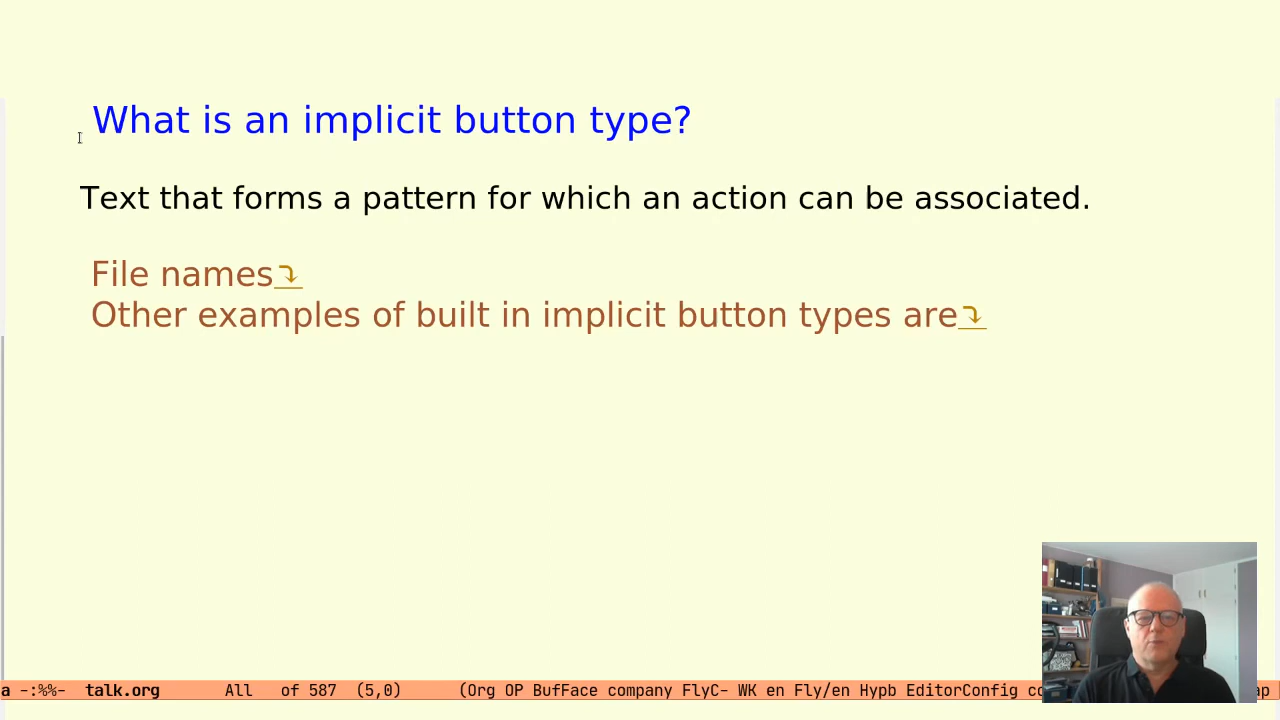 What is an implicit button type?
Text that forms a pattern for which an action can be associated.
File names⤵
Other examples of built in implicit button types are⤵
a -:%%-  talk.org       All   of 587  (5,0)      (Org OP BufFace company FlyC- WK en Fly/en Hypb EditorConfig co ap